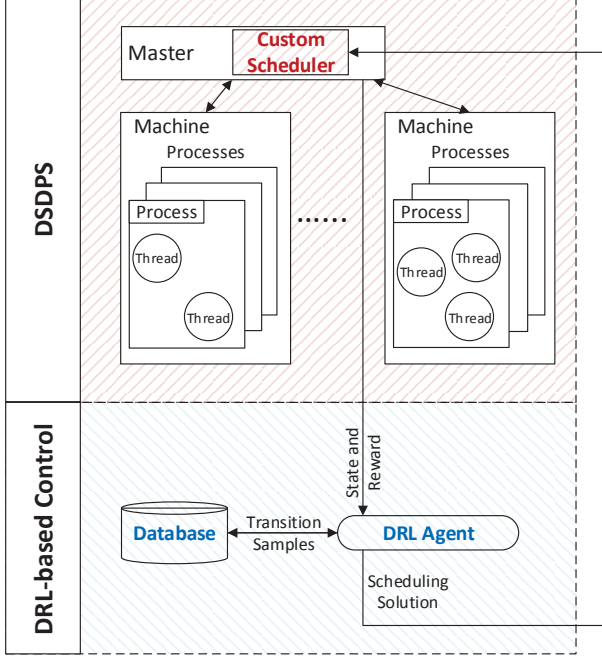 DSDPS
Master
Custom
Scheduler
Machine
Processes
Process
Thread
Thread
......
Machine
Processes
Process
Thread
Thread
Thread
DRL-based Control
State and
Reward
Database
Transition
Samples
DRL Agent
Scheduling
Solution